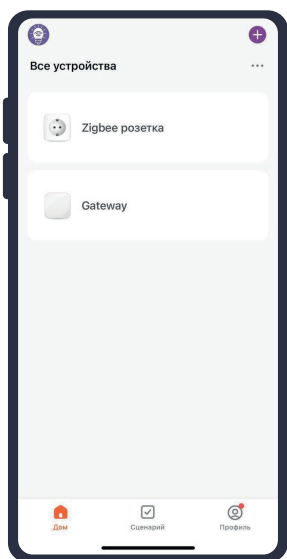 Все устройства
Zigbee розетка
Gateway
Дом
Сценарий
Профиль